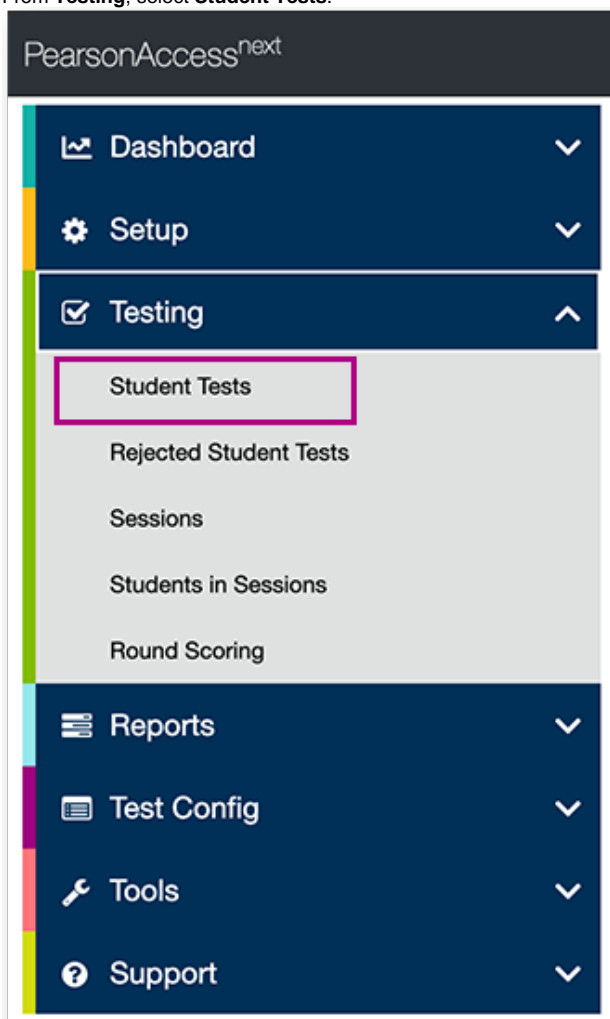 From Testing, select Student Tests.
PearsonAccessnext
Dashboard
Setup
Testing
Student Tests
Rejected Student Tests
Sessions
Students in Sessions
Round Scoring
Reports
Test Config
Tools
Support